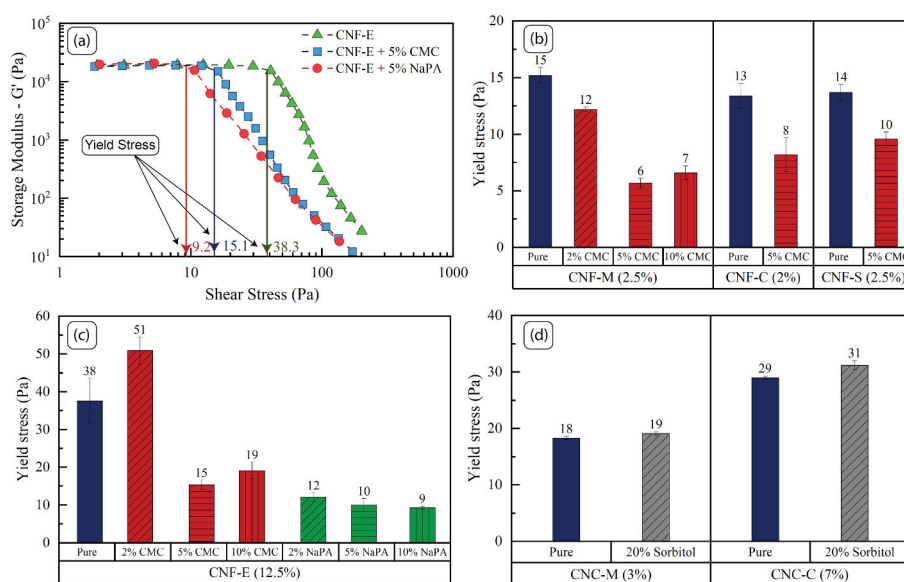 (a)
CNF-E
CNF-E + 5% CMC
CNF-E + 5% NaPA
Yield Stress
9.2
15.1
38.3
10⁵
10⁴
10³
10²
10¹
1 10 100 1000
Storage Modulus - G' (Pa)
Shear Stress (Pa)
(b)
Yield stress (Pa)
20
15
10
5
0
15
12
6
7
13
8
14
10
Pure 2% CMC 5% CMC 10% CMC Pure 5% CMC Pure 5% CMC
CNF-M (2.5%) CNF-C (2%) CNF-S (2.5%)
(c)
Yield stress (Pa)
60
50
40
30
20
10
0
38
51
15
19
12
10
9
Pure 2% CMC 5% CMC 10% CMC 2% NaPA 5% NaPA 10% NaPA
CNF-E (12.5%)
(d)
Yield stress (Pa)
40
30
20
10
0
18
19
29
31
Pure 20% Sorbitol Pure 20% Sorbitol
CNC-M (3%) CNC-C (7%)